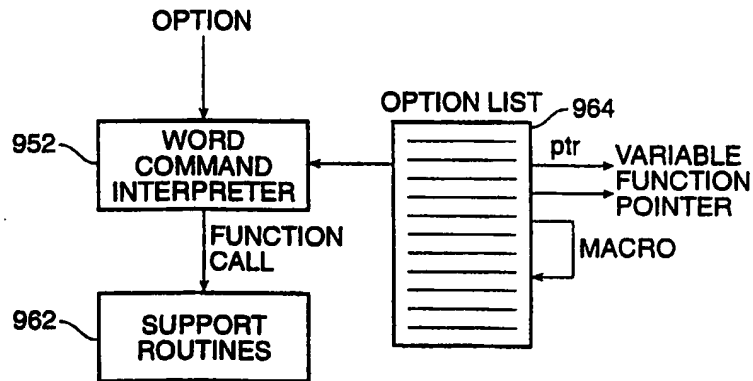 OPTION
OPTION LIST
964
952
WORD
COMMAND
INTERPRETER
ptr
VARIABLE
FUNCTION
POINTER
FUNCTION
CALL
MACRO
962
SUPPORT
ROUTINES